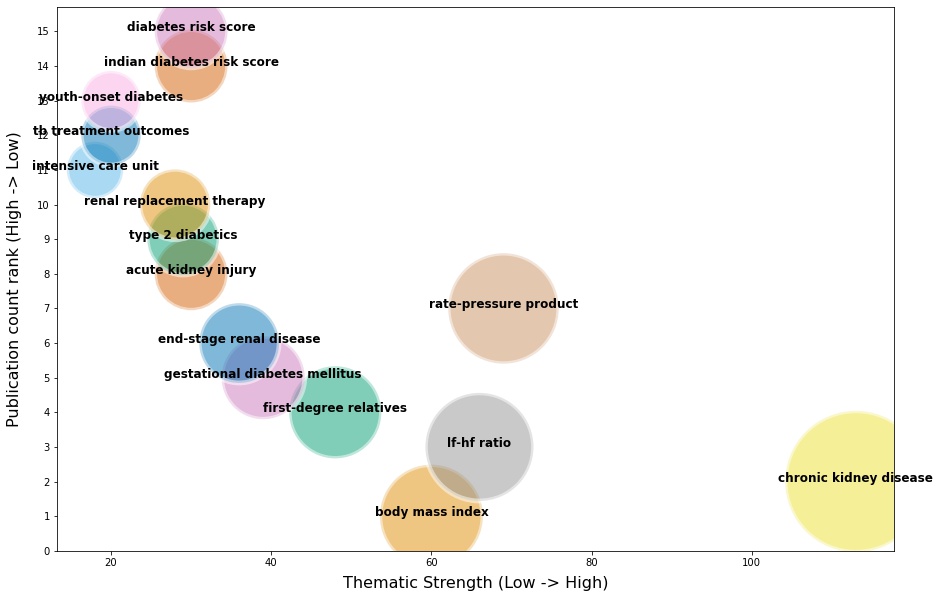 15
diabetes risk score
14
indian diabetes risk score
13
youth-onset diabetes
12
tb treatment outcomes
11
intensive care unit
10
renal replacement therapy
9
type 2 diabetics
8
acute kidney injury
7
rate-pressure product
6
end-stage renal disease
5
gestational diabetes mellitus
4
first-degree relatives
3
lf-hf ratio
2
chronic kidney disease
1
body mass index
0
20 40 60 80 100
Thematic Strength (Low -> High)
Publication count rank (High -> Low)